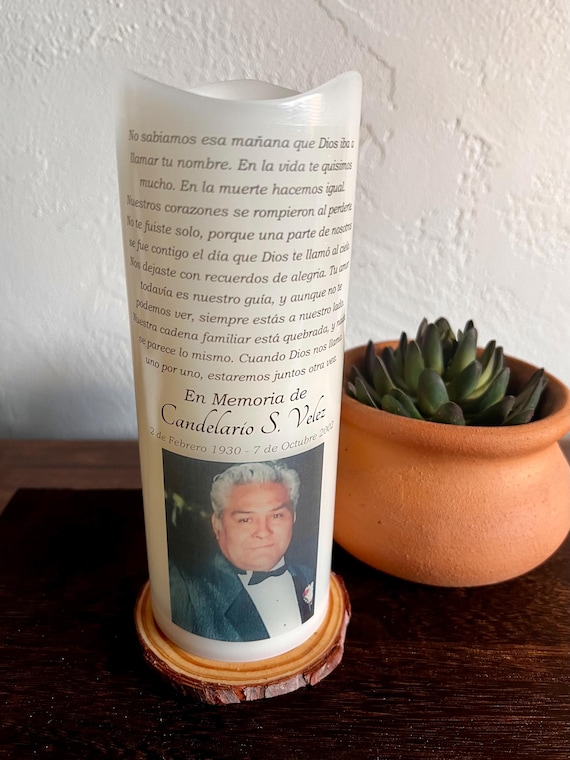 No sabiamos esa mañana que Dios iba a
llamar tu nombre. En la vida te quisimos
mucho. En la muerte hacemos igual.
Nuestros corazones se rompieron al perderte
No te fuiste solo, porque una parte de nosotros
se fue contigo el día que Dios te llamó al cielo.
Nos dejaste con recuerdos de alegria. Tu amor
todavia es nuestro guía, y aunque no te
podemos ver, siempre estás a nuestro lado.
Nuestra cadena familiar está quebrada, y
se parece lo mismo. Cuando Dios nos llama
uno por uno, estaremos juntos otra vez
En Memoria de
Candelario S. Velez
2 de Febrero 1930 - 7 de Octubre 2002